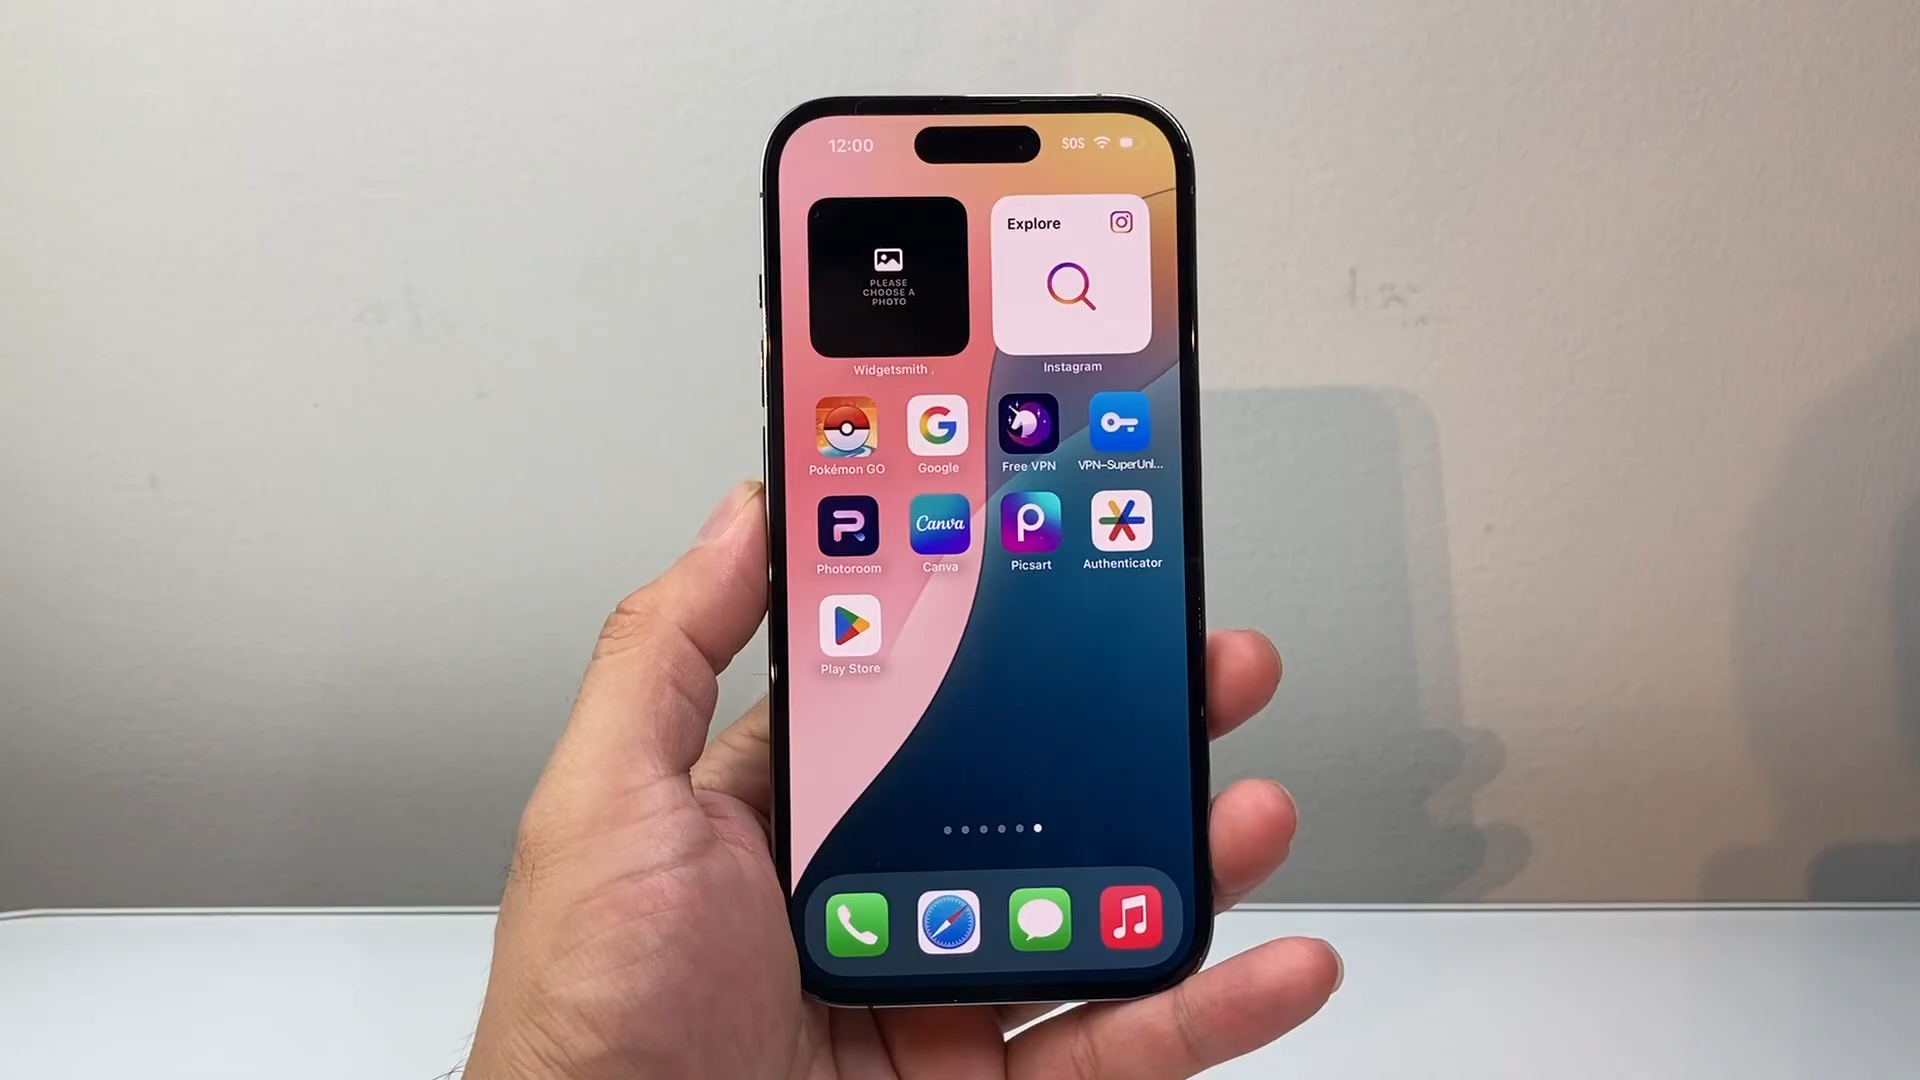 12:00
SOS
PLEASE
CHOOSE A
PHOTO
Explore
Widgetsmith
Instagram
Pokémon GO
Google
Free VPN
VPN–SuperUnl...
Canva
Photoroom
Canva
Picsart
Authenticator
Play Store